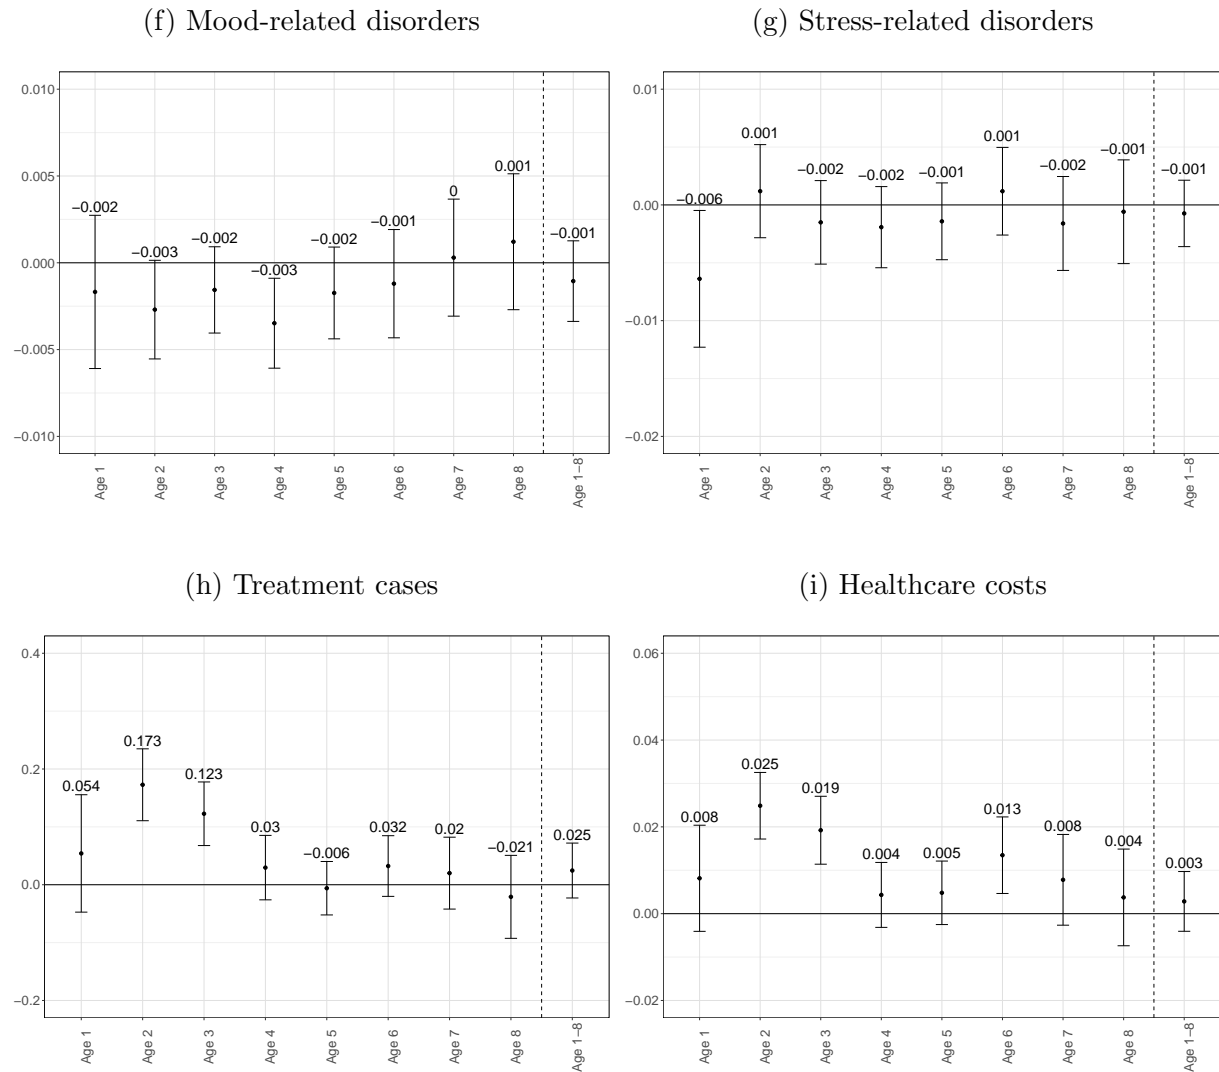 (f) Mood-related disorders
0.010
0.005
0.000
−0.005
−0.010
−0.002
−0.003
−0.002
−0.003
−0.002
−0.001
0
0.001
−0.001
Age 1
Age 2
Age 3
Age 4
Age 5
Age 6
Age 7
Age 8
Age 1−8
(g) Stress-related disorders
0.01
0.00
−0.01
−0.02
−0.006
0.001
−0.002
−0.002
−0.001
0.001
−0.002
−0.001
−0.001
Age 1
Age 2
Age 3
Age 4
Age 5
Age 6
Age 7
Age 8
Age 1−8
(h) Treatment cases
0.4
0.2
0.0
−0.2
0.054
0.173
0.123
0.03
−0.006
0.032
0.02
−0.021
0.025
Age 1
Age 2
Age 3
Age 4
Age 5
Age 6
Age 7
Age 8
Age 1−8
(i) Healthcare costs
0.06
0.04
0.02
0.00
−0.02
0.008
0.025
0.019
0.004
0.005
0.013
0.008
0.004
0.003
Age 1
Age 2
Age 3
Age 4
Age 5
Age 6
Age 7
Age 8
Age 1−8